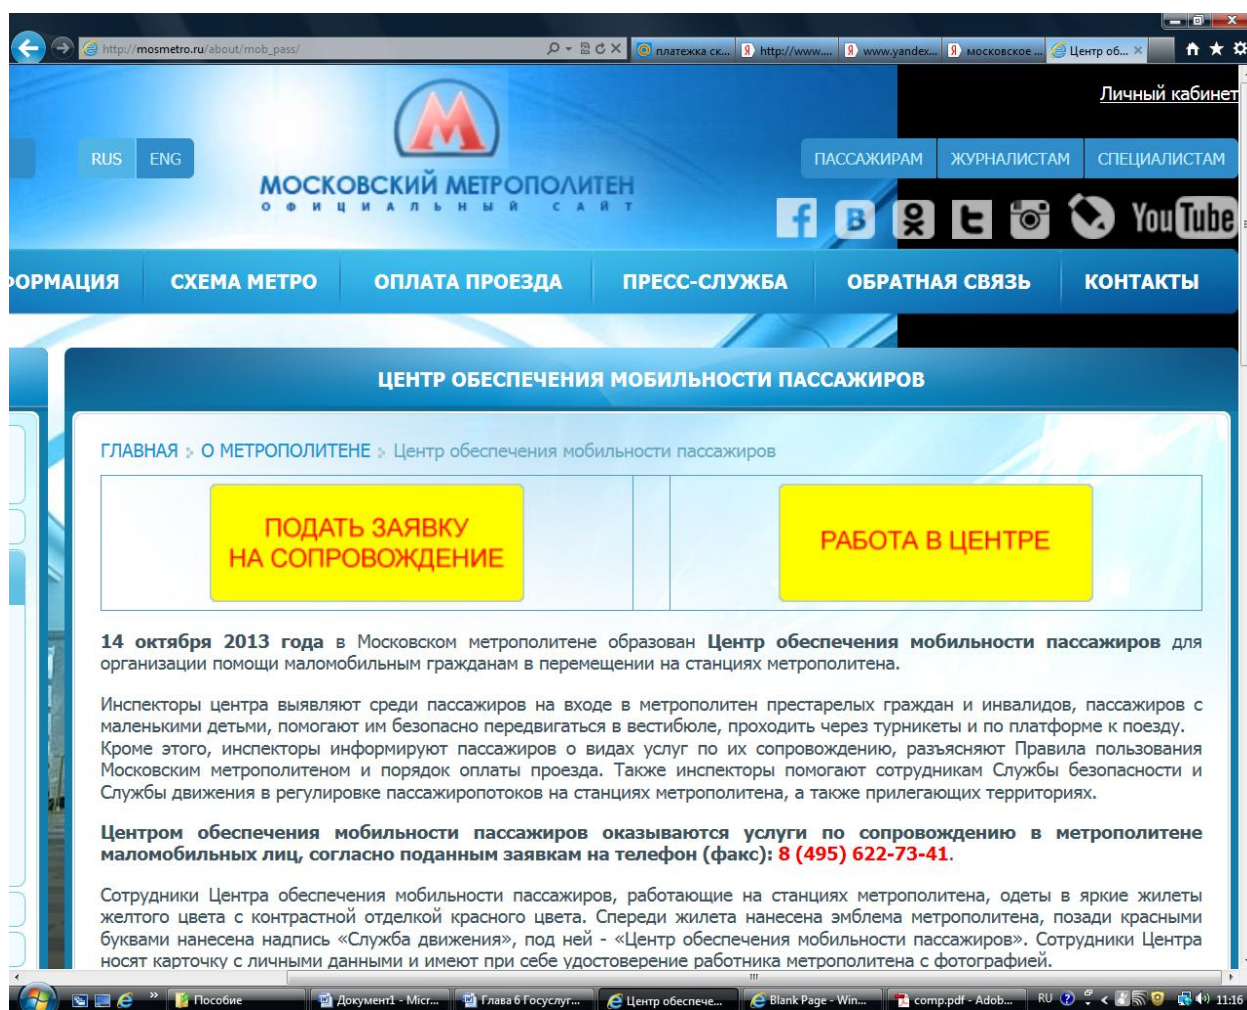 http://mosmetro.ru/about/mob_pass/
платежка ск...
http://www....
www.yandex...
московское ...
Центр об...
Личный кабинет
RUS ENG
ПАССАЖИРАМ ЖУРНАЛИСТАМ СПЕЦИАЛИСТАМ
МОСКОВСКИЙ МЕТРОПОЛИТЕН
ОФИЦИАЛЬНЫЙ САЙТ
You Tube
ФОРМАЦИЯ СХЕМА МЕТРО ОПЛАТА ПРОЕЗДА ПРЕСС-СЛУЖБА ОБРАТНАЯ СВЯЗЬ КОНТАКТЫ
ЦЕНТР ОБЕСПЕЧЕНИЯ МОБИЛЬНОСТИ ПАССАЖИРОВ
ГЛАВНАЯ О МЕТРОПОЛИТЕНЕ Центр обеспечения мобильности пассажиров
ПОДАТЬ ЗАЯВКУ
НА СОПРОВОЖДЕНИЕ
РАБОТА В ЦЕНТРЕ
14 октября 2013 года в Московском метрополитене образован Центр обеспечения мобильности пассажиров для
организации помощи маломобильным гражданам в перемещении на станциях метрополитена.
Инспекторы центра выявляют среди пассажиров на входе в метрополитен престарелых граждан и инвалидов, пассажиров с
маленькими детьми, помогают им безопасно передвигаться в вестибюле, проходить через турникеты и по платформе к поезду.
Кроме этого, инспекторы информируют пассажиров о видах услуг по их сопровождению, разъясняют Правила пользования
Московским метрополитеном и порядок оплаты проезда. Также инспекторы помогают сотрудникам Службы безопасности и
Службы движения в регулировке пассажиропотоков на станциях метрополитена, а также прилегающих территориях.
Центром обеспечения мобильности пассажиров оказываются услуги по сопровождению в метрополитене
маломобильных лиц, согласно поданным заявкам на телефон (факс): 8 (495) 622-73-41.
Сотрудники Центра обеспечения мобильности пассажиров, работающие на станциях метрополитена, одеты в яркие жилеты
желтого цвета с контрастной отделкой красного цвета. Спереди жилета нанесена эмблема метрополитена, позади красными
буквами нанесена надпись «Служба движения», под ней - «Центр обеспечения мобильности пассажиров». Сотрудники Центра
носят карточку с личными данными и имеют при себе удостоверение работника метрополитена с фотографией.
Пособие Документ1 - Micr... Глава 6 Госуслуг... Центр обеспече... Blank Page - Win... comp.pdf - Adob... RU 11:16